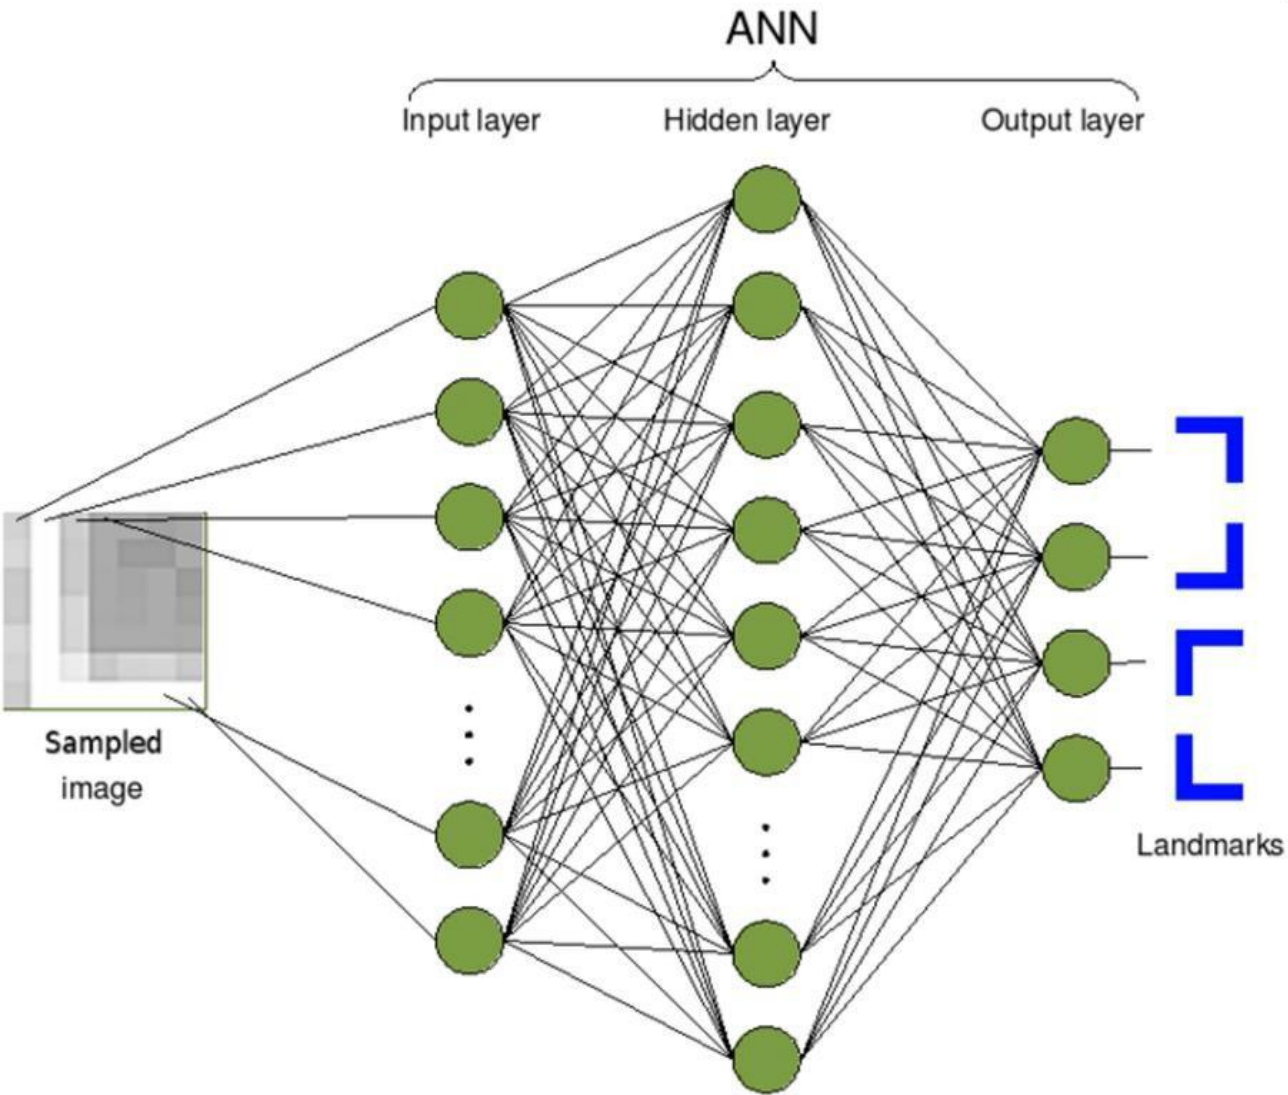 ANN
Input layer
Hidden layer
Output layer
Sampled
image
Landmarks